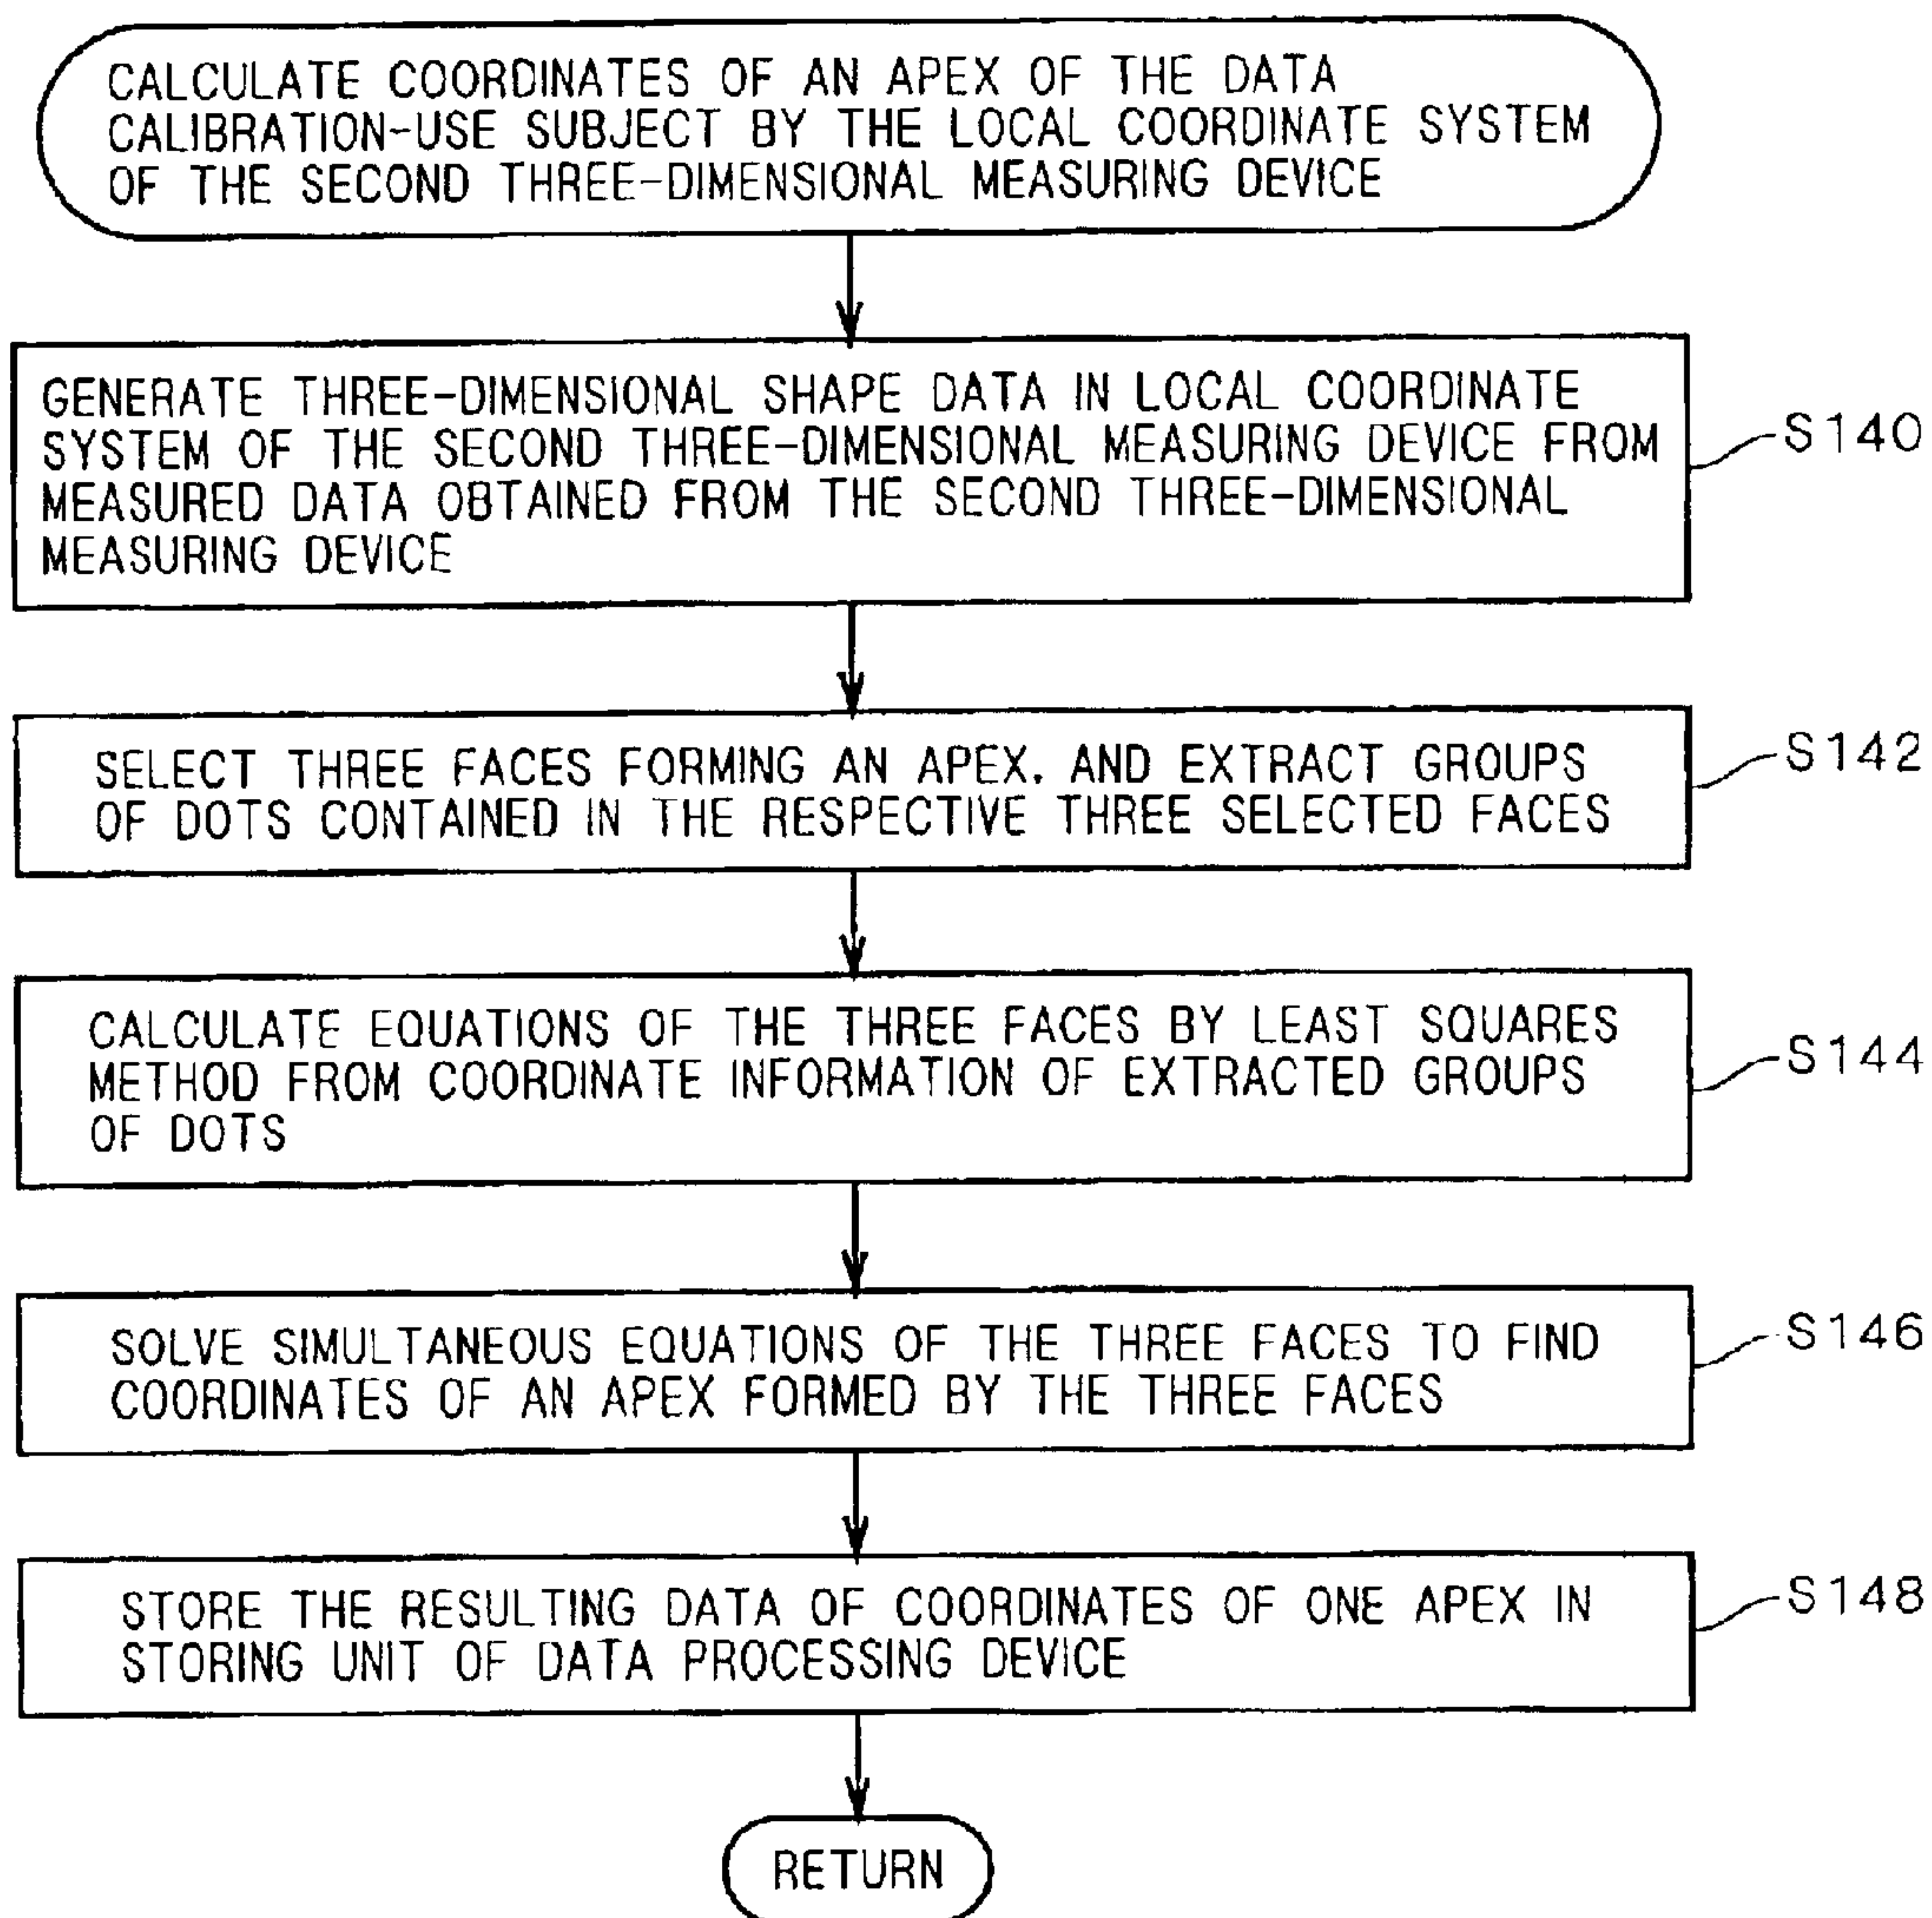 CALCULATE COORDINATES OF AN APEX OF THE DATA
CALIBRATION-USE SUBJECT BY THE LOCAL COORDINATE SYSTEM
OF THE SECOND THREE-DIMENSIONAL MEASURING DEVICE
GENERATE THREE-DIMENSIONAL SHAPE DATA IN LOCAL COORDINATE
SYSTEM OF THE SECOND THREE-DIMENSIONAL MEASURING DEVICE FROM
MEASURED DATA OBTAINED FROM THE SECOND THREE-DIMENSIONAL
MEASURING DEVICE
S140
SELECT THREE FACES FORMING AN APEX. AND EXTRACT GROUPS
OF DOTS CONTAINED IN THE RESPECTIVE THREE SELECTED FACES
S142
CALCULATE EQUATIONS OF THE THREE FACES BY LEAST SQUARES
METHOD FROM COORDINATE INFORMATION OF EXTRACTED GROUPS
OF DOTS
S144
SOLVE SIMULTANEOUS EQUATIONS OF THE THREE FACES TO FIND
COORDINATES OF AN APEX FORMED BY THE THREE FACES
S146
STORE THE RESULTING DATA OF COORDINATES OF ONE APEX IN
STORING UNIT OF DATA PROCESSING DEVICE
S148
RETURN